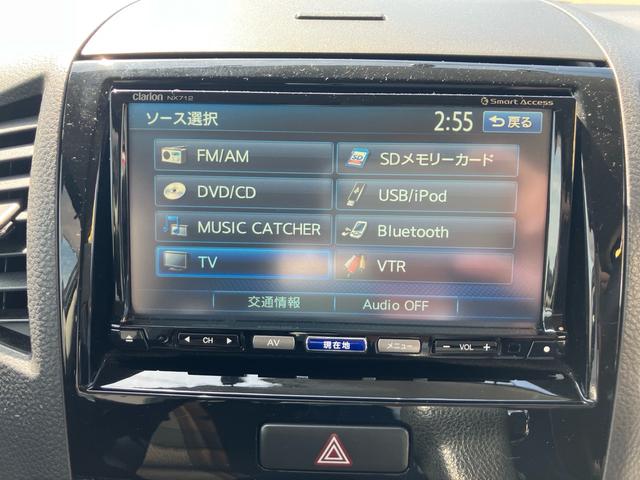 clarion NX712
Smart Access
ソース選択
2:55
戻る
FM/AM
SDメモリーカード
DVD/CD
USB/iPod
MUSIC CATCHER
Bluetooth
TV
VTR
交通情報
Audio OFF
CH
AV
現在地
メニュー
- VOL +